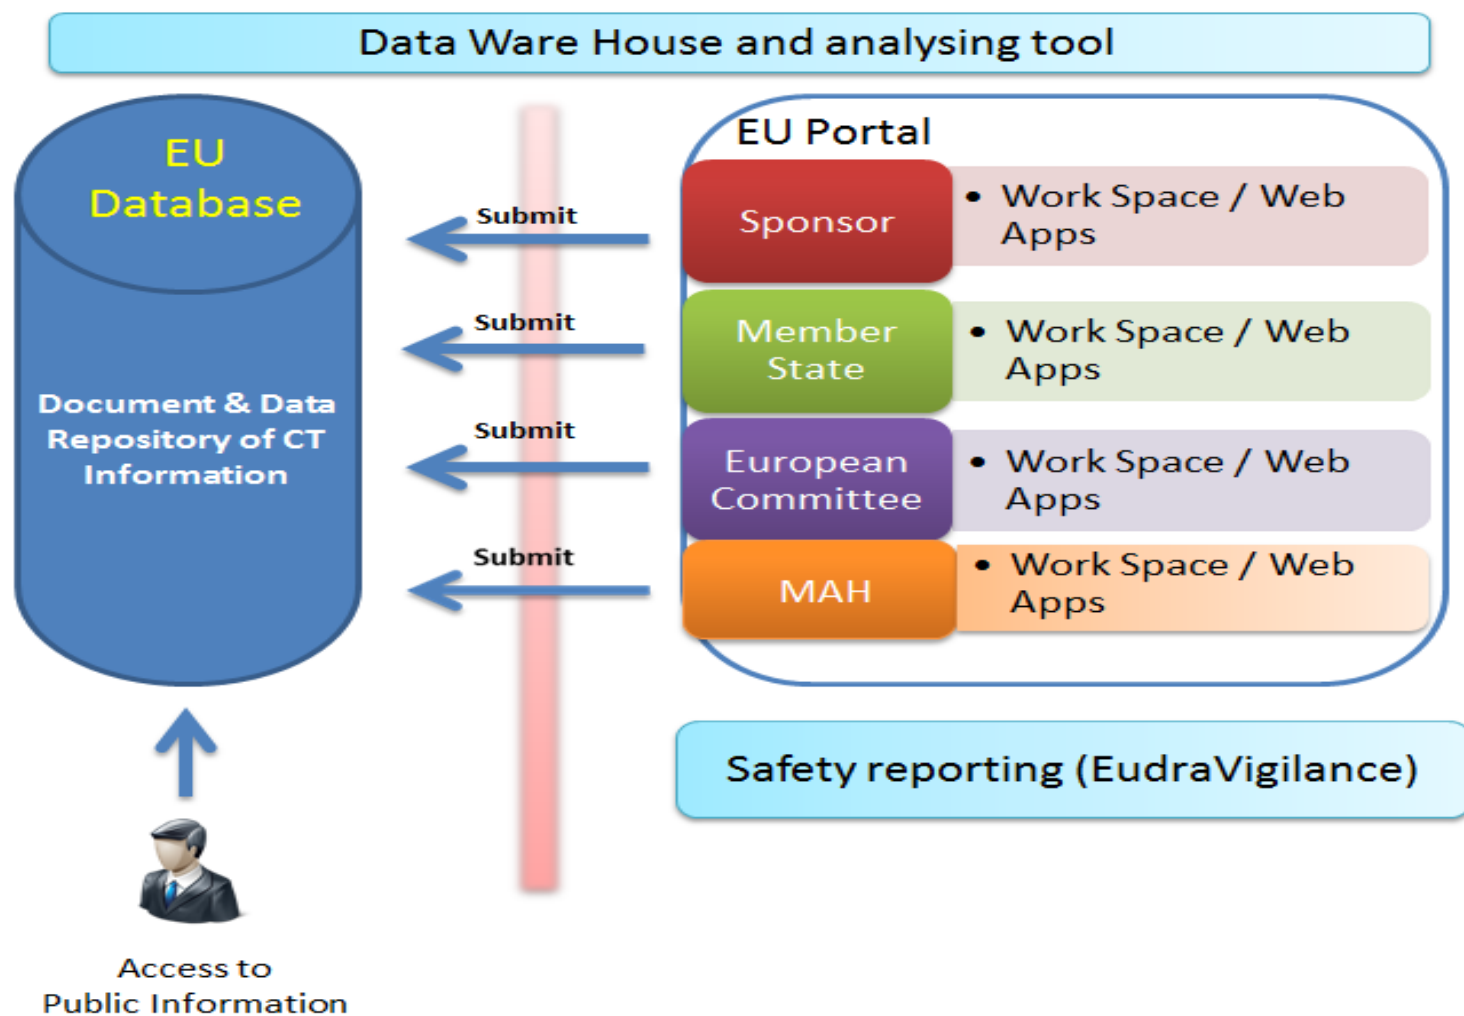 Data Ware House and analysing tool
EU
Database
Document & Data
Repository of CT
Information
Submit
Submit
Submit
Submit
EU Portal
Sponsor
• Work Space / Web
Apps
Member
State
• Work Space / Web
Apps
European
Committee
• Work Space / Web
Apps
MAH
• Work Space / Web
Apps
Safety reporting (EudraVigilance)
Access to
Public Information